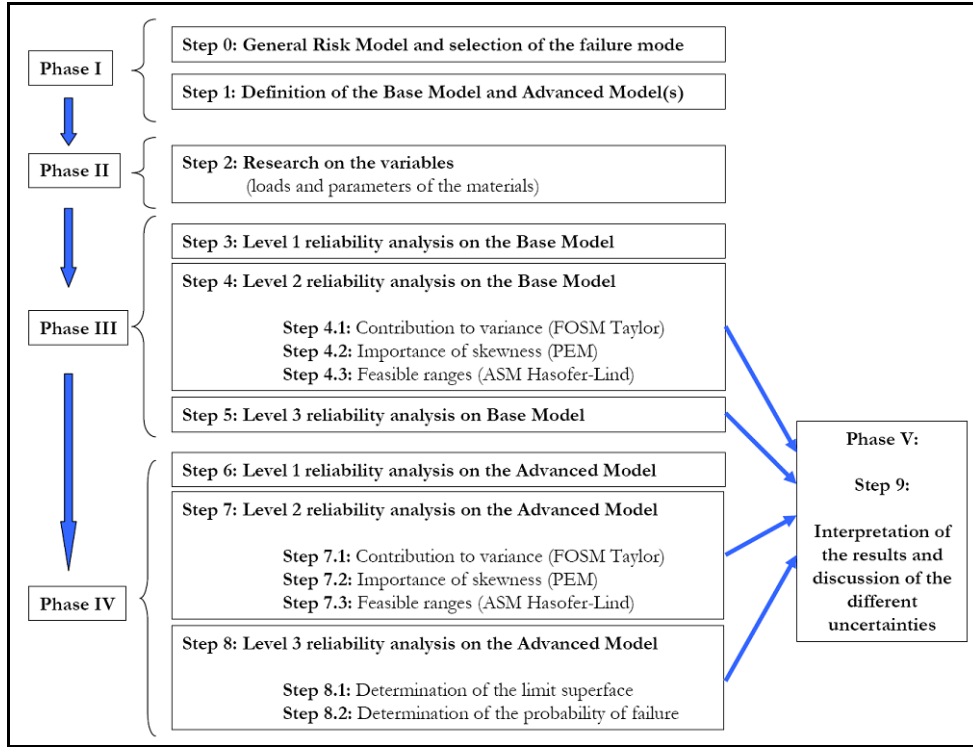 Phase I
Step 0: General Risk Model and selection of the failure mode
Step 1: Definition of the Base Model and Advanced Model(s)
Phase II
Step 2: Research on the variables
(loads and parameters of the materials)
Phase III
Step 3: Level 1 reliability analysis on the Base Model
Step 4: Level 2 reliability analysis on the Base Model
Step 4.1: Contribution to variance (FOSM Taylor)
Step 4.2: Importance of skewness (PEM)
Step 4.3: Feasible ranges (ASM Hasofer-Lind)
Step 5: Level 3 reliability analysis on Base Model
Phase IV
Step 6: Level 1 reliability analysis on the Advanced Model
Step 7: Level 2 reliability analysis on the Advanced Model
Step 7.1: Contribution to variance (FOSM Taylor)
Step 7.2: Importance of skewness (PEM)
Step 7.3: Feasible ranges (ASM Hasofer-Lind)
Step 8: Level 3 reliability analysis on the Advanced Model
Step 8.1: Determination of the limit superface
Step 8.2: Determination of the probability of failure
Phase V:
Step 9:
Interpretation of
the results and
discussion of the
different
uncertainties